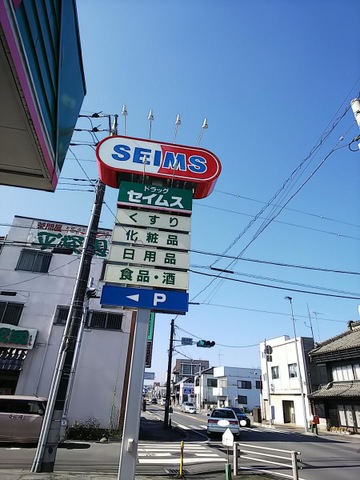 SEIMS
ドラッグ
セイムス
くすり
化粧品
日用品
食品・酒
P